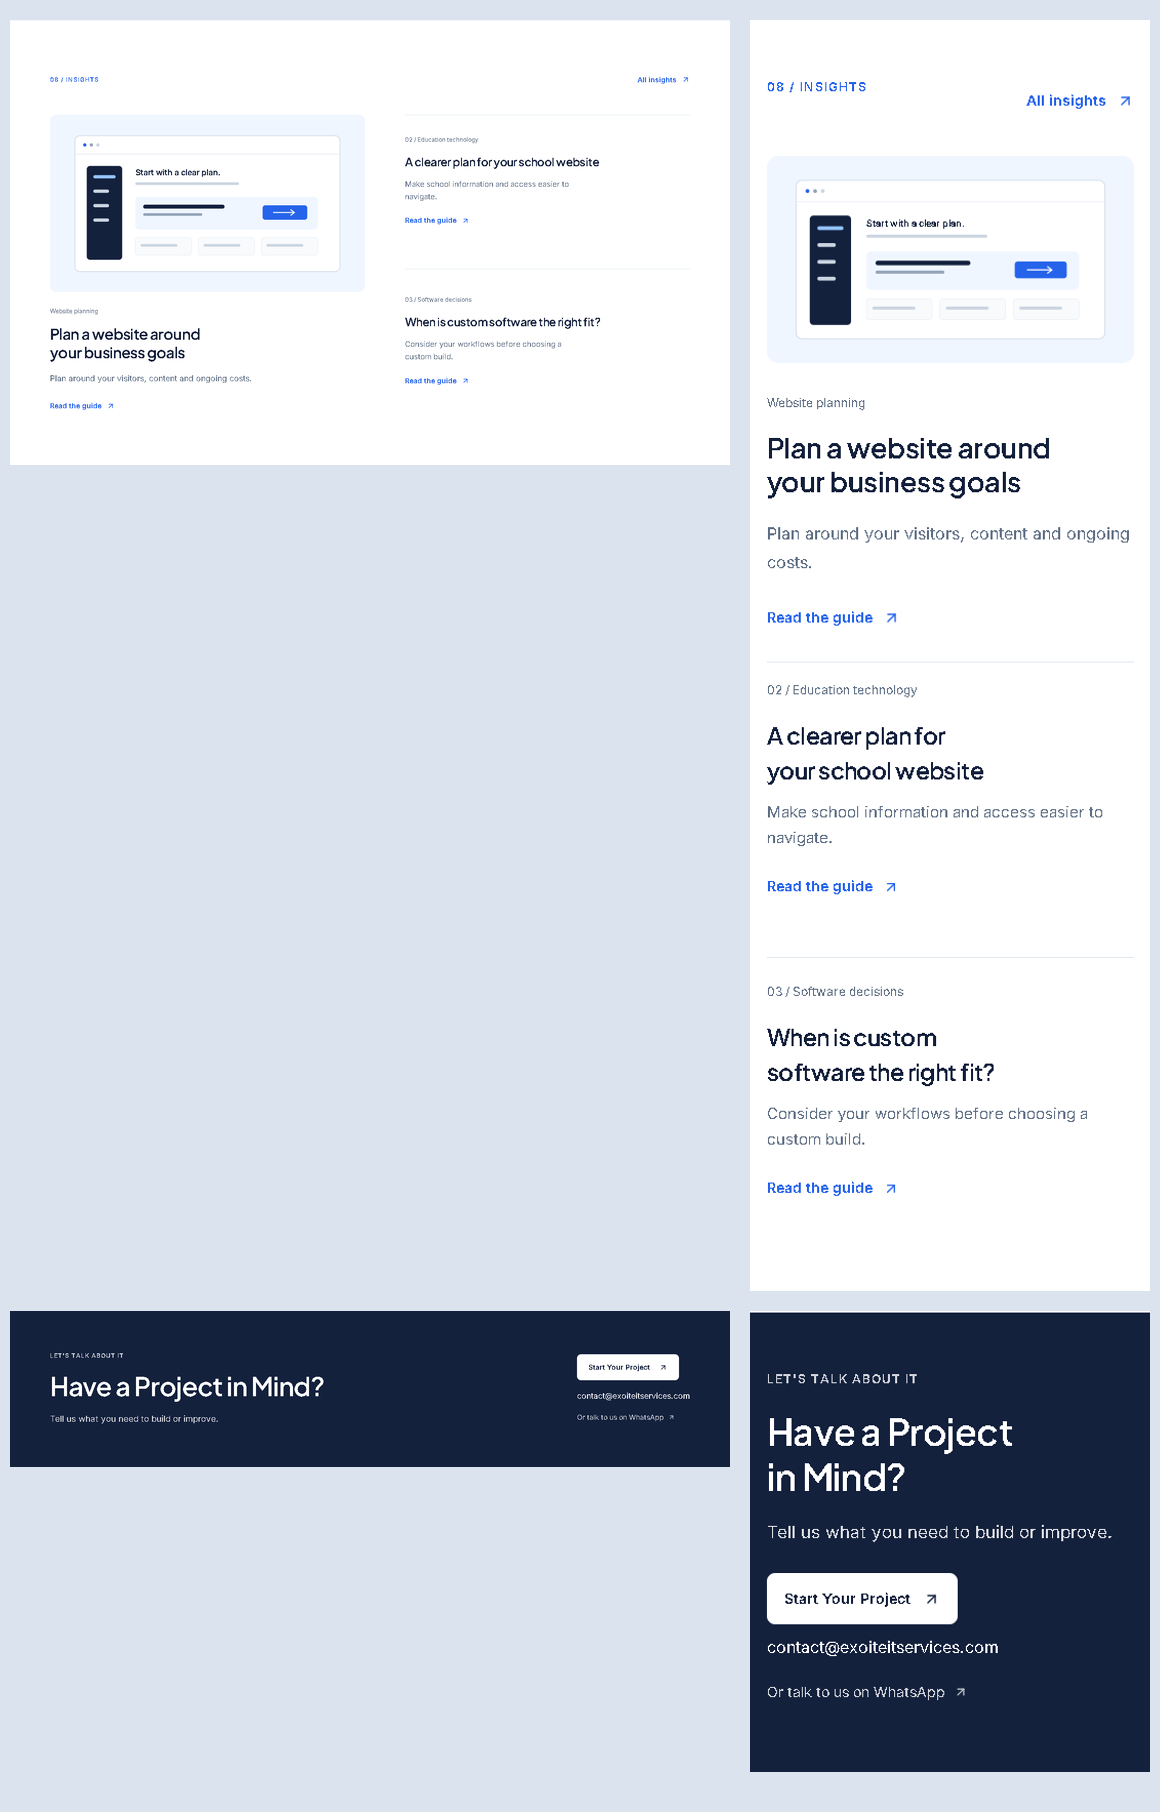 08 / INSIGHTS
All insights
Start with a clear plan.
Website planning
Plan a website around
your business goals
Plan around your visitors, content and ongoing costs.
Read the guide
02 / Education technology
A clearer plan for your school website
Make school information and access easier to
navigate.
Read the guide
03 / Software decisions
When is custom software the right fit?
Consider your workflows before choosing a
custom build.
Read the guide
08 / INSIGHTS
All insights
Start with a clear plan.
Website planning
Plan a website around
your business goals
Plan around your visitors, content and ongoing
costs.
Read the guide
02 / Education technology
A clearer plan for
your school website
Make school information and access easier to
navigate.
Read the guide
03 / Software decisions
When is custom
software the right fit?
Consider your workflows before choosing a
custom build.
Read the guide
LET'S TALK ABOUT IT
Have a Project in Mind?
Tell us what you need to build or improve.
Start Your Project
contact@exoiteitservices.com
Or talk to us on WhatsApp
LET'S TALK ABOUT IT
Have a Project
in Mind?
Tell us what you need to build or improve.
Start Your Project
contact@exoiteitservices.com
Or talk to us on WhatsApp